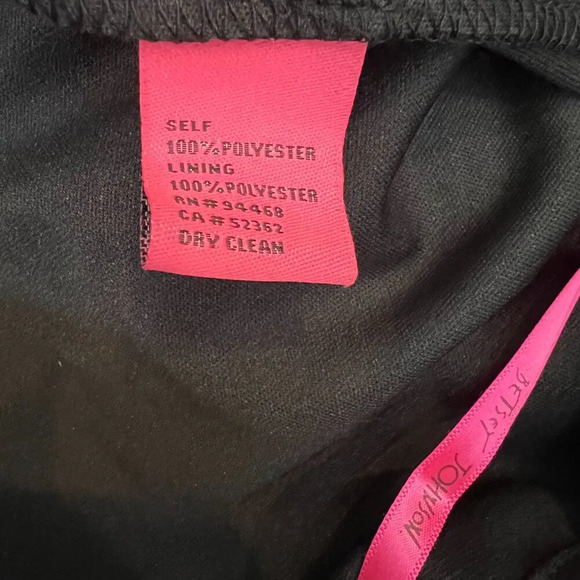 SELF
100% POLYESTER
LINING
100% POLYESTER
RN# 94468
CA# 52362
DRY CLEAN
BETSEY JOHNSON